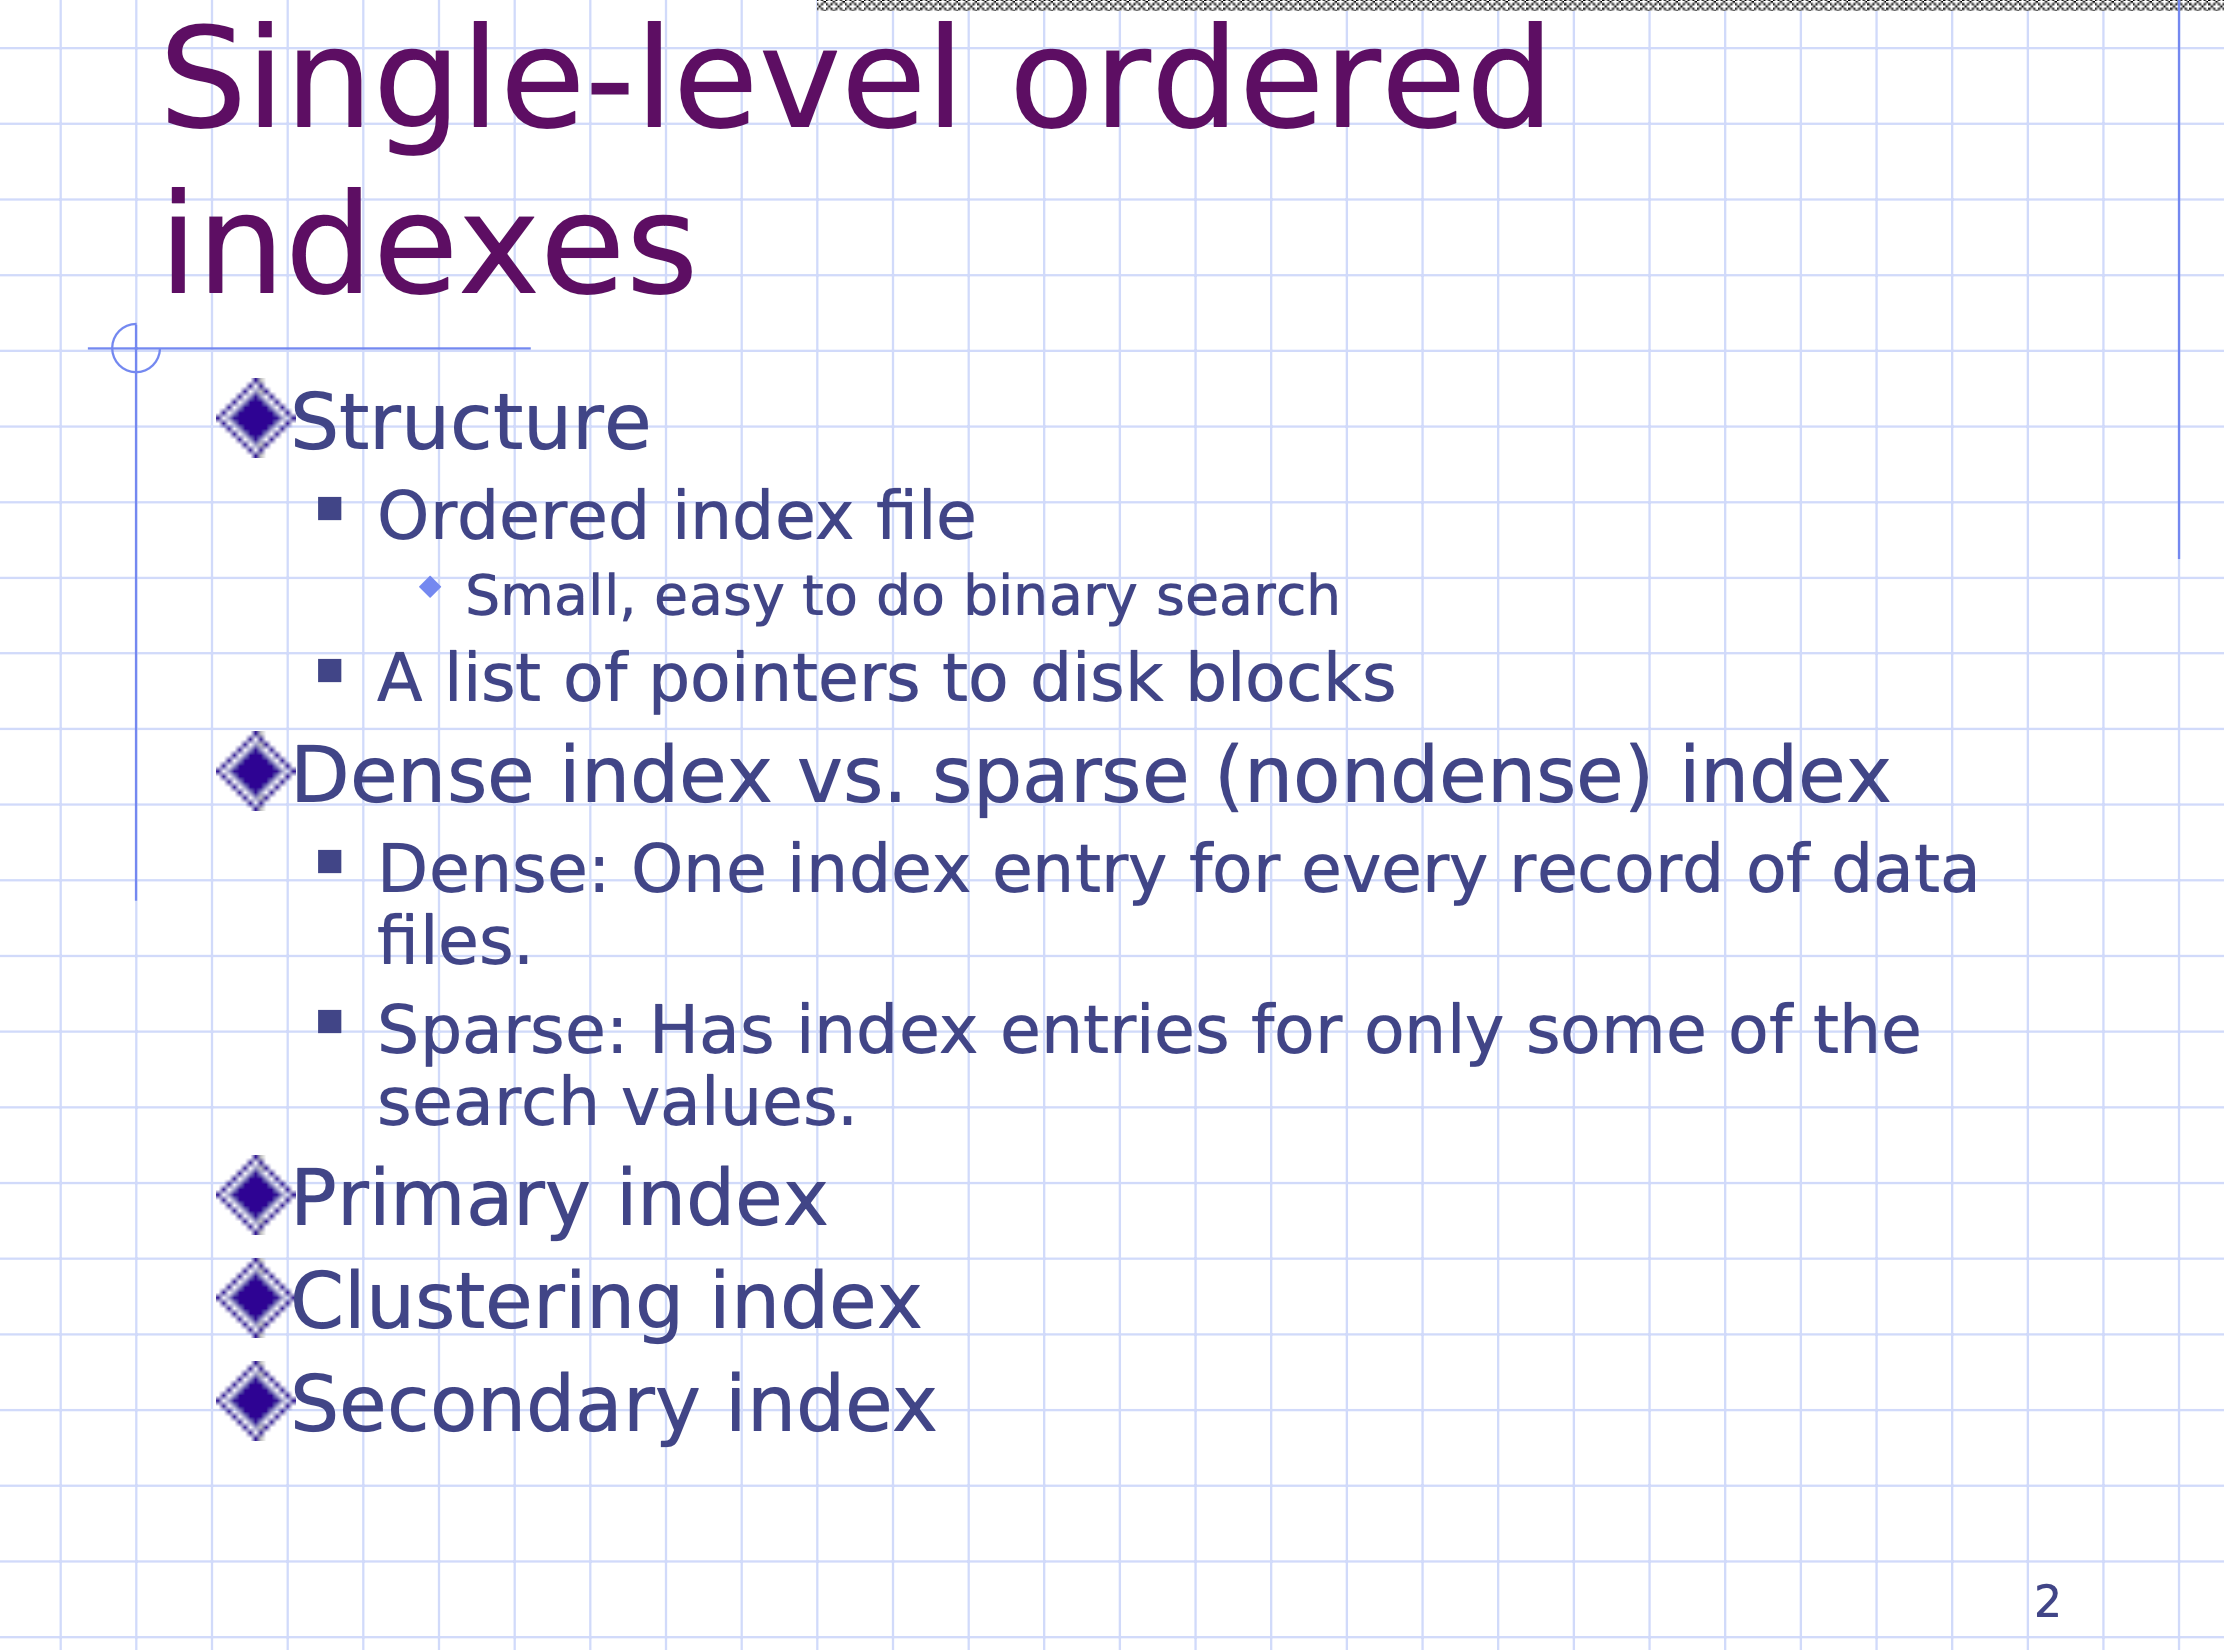 Single-level ordered
indexes
Structure
Ordered index file
Small, easy to do binary search
A list of pointers to disk blocks
Dense index vs. sparse (nondense) index
Dense: One index entry for every record of data
files.
Sparse: Has index entries for only some of the
search values.
Primary index
Clustering index
Secondary index
2